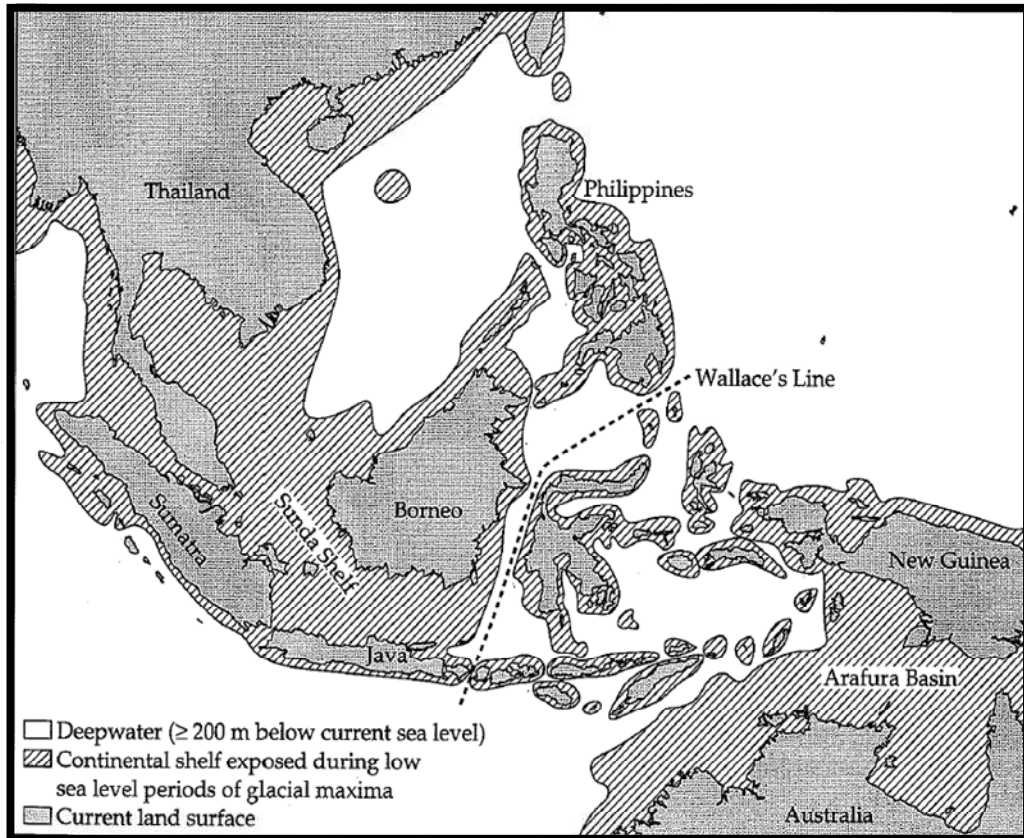 Thailand
Philippines
Wallace's Line
Sumatra
Sunda Shelf
Borneo
New Guinea
Java
Arafura Basin
Deepwater (≥ 200 m below current sea level)
Continental shelf exposed during low
sea level periods of glacial maxima
Current land surface
Australia